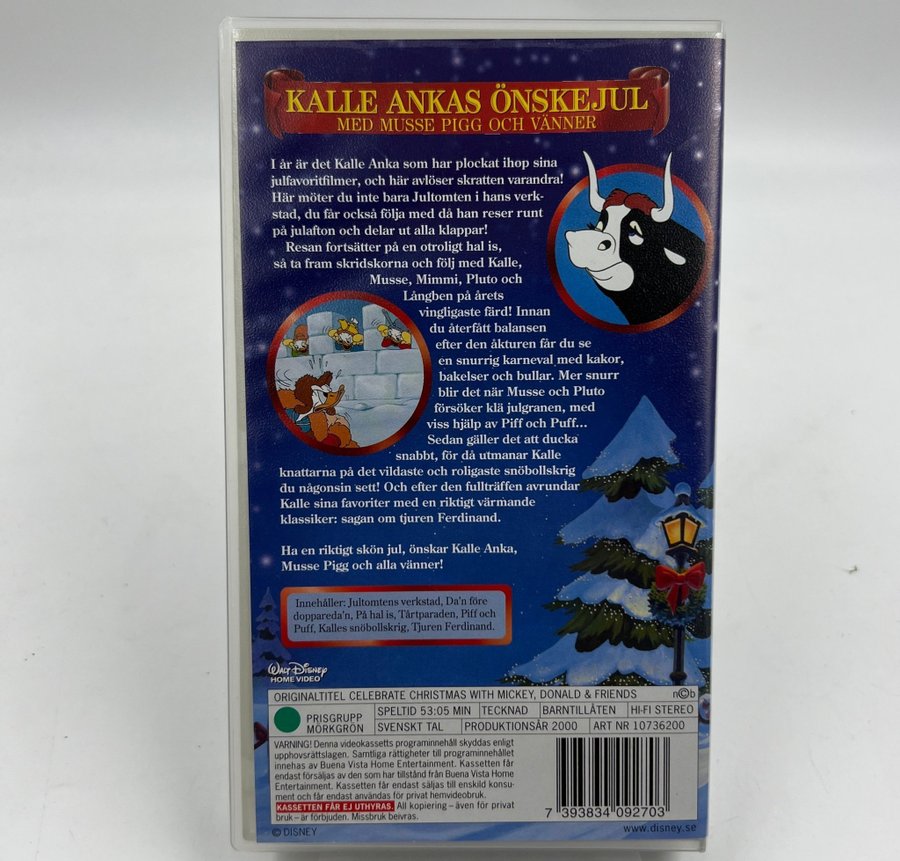 KALLE ANKAS ÖNSKEJUL
MED MUSSE PIGG OCH VÄNNER
I år är det Kalle Anka som har plockat ihop sina
julfavoritfilmer, och här avlöser skratten varandra!
Här möter du inte bara Jultomten i hans verk-
stad, du får också följa med då han reser runt
på julafton och delar ut alla klappar!
Resan fortsätter på en otroligt hal is,
så ta fram skridskorna och följ med Kalle,
Musse, Mimmi, Pluto och
Långben på årets
vingligaste färd! Innan
du återfått balansen
efter den åkturen får du se
en snurrig karneval med kakor,
bakelser och bullar. Mer snurr
blir det när Musse och Pluto
försöker klä julgranen, med
viss hjälp av Piff och Puff...
Sedan gäller det att ducka
snabbt, för då utmanar Kalle
knattarna på det vildaste och roligaste snöbollskrig
du någonsin sett! Och efter den fullträffen avrundar
Kalle sina favoriter med en riktigt värmande
klassiker: sagan om tjuren Ferdinand.
Ha en riktigt skön jul, önskar Kalle Anka,
Musse Pigg och alla vänner!
Innehåller: Jultomtens verkstad, Da'n före
doppareda'n, På hal is, Tårtparaden, Piff och
Puff, Kalles snöbollskrig, Tjuren Ferdinand.
WALT DISNEY
HOME VIDEO
ORIGINALTITEL CELEBRATE CHRISTMAS WITH MICKEY, DONALD & FRIENDS n©b
PRISGRUPP
MÖRKGRÖN
SPELTID 53:05 MIN TECKNAD BARNTILLÅTEN HI-FI STEREO
SVENSKT TAL PRODUKTIONSÅR 2000 ART NR 10736200
VARNING! Denna videokassetts programinnehåll skyddas enligt
upphovsrättslagen. Samtliga rättigheter till programinnehållet
innehas av Buena Vista Home Entertainment. Kassetten får
endast försäljas av den som har tillstånd från Buena Vista Home
Entertainment. Kassetten får endast säljas till enskild konsu-
ment och får endast användas för privat hemvideobruk.
KASSETTEN FÅR EJ UTHYRAS. All kopiering – även för privat
bruk – är förbjuden. Missbruk beivras.
7 393834 092703
© DISNEY
www.disney.se